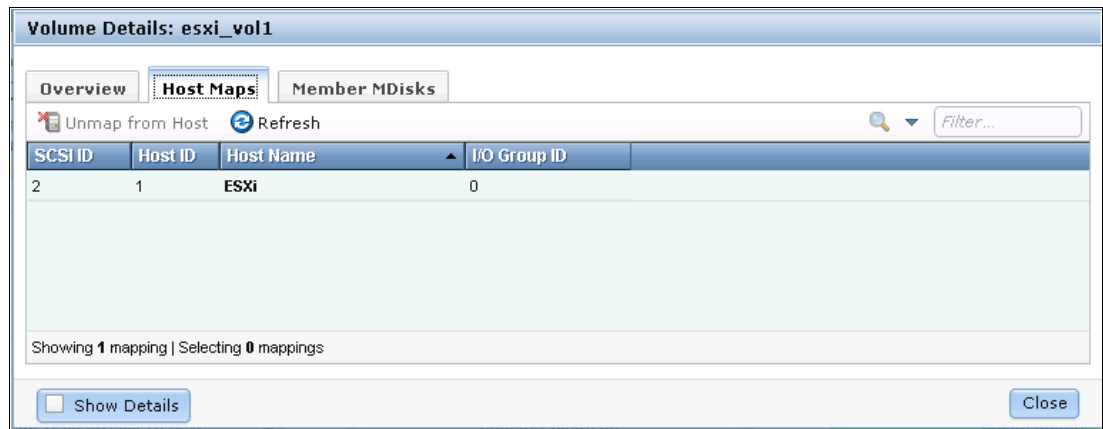 Volume Details: esxi_vol1
Overview Host Maps Member MDisks
Unmap from Host Refresh Filter...
SCSI ID Host ID Host Name I/O Group ID
2 1 ESXi 0
Showing 1 mapping | Selecting 0 mappings
Show Details Close